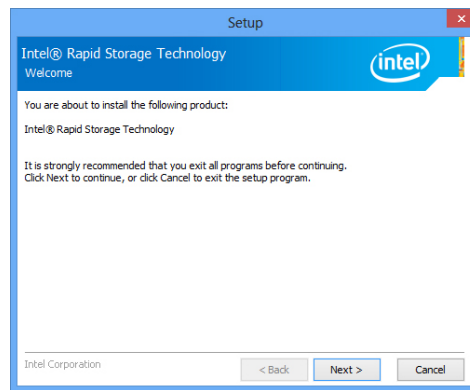 Setup
Intel® Rapid Storage Technology
Welcome
intel
You are about to install the following product:
Intel® Rapid Storage Technology
It is strongly recommended that you exit all programs before continuing.
Click Next to continue, or click Cancel to exit the setup program.
Intel Corporation
< Back Next > Cancel